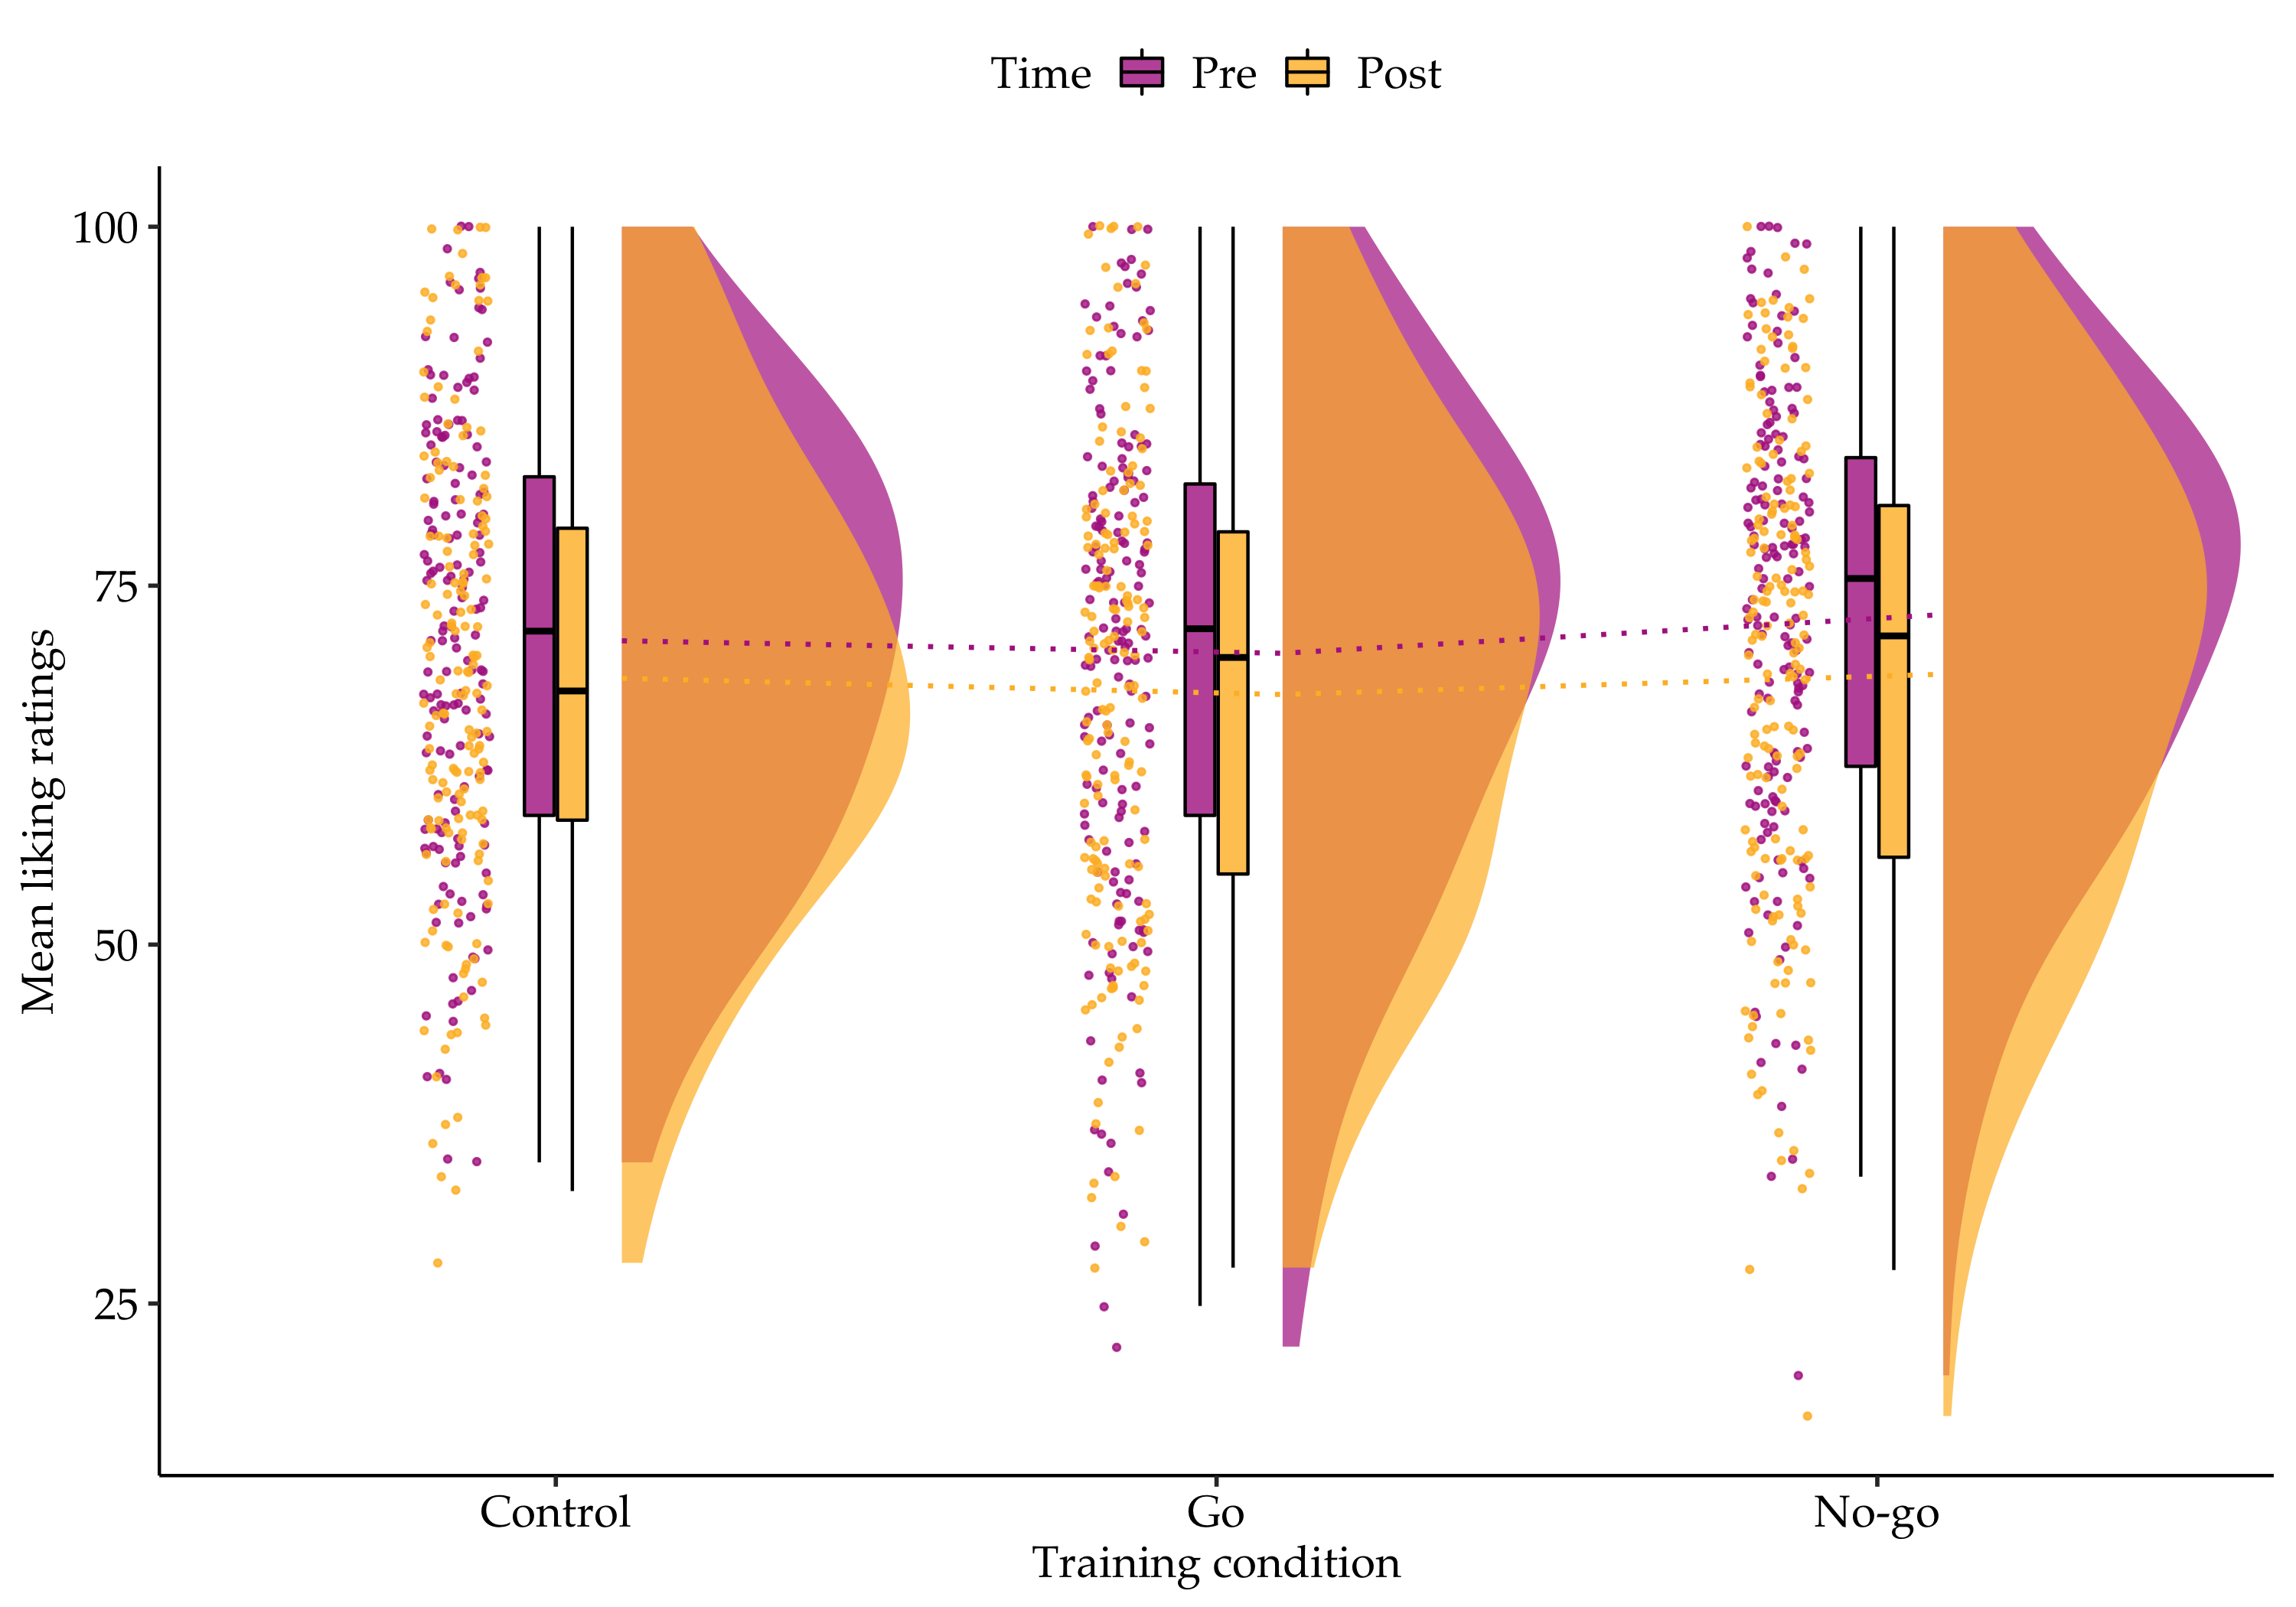 Time Pre Post
100
75
50
25
Mean liking ratings
Control Go No-go
Training condition